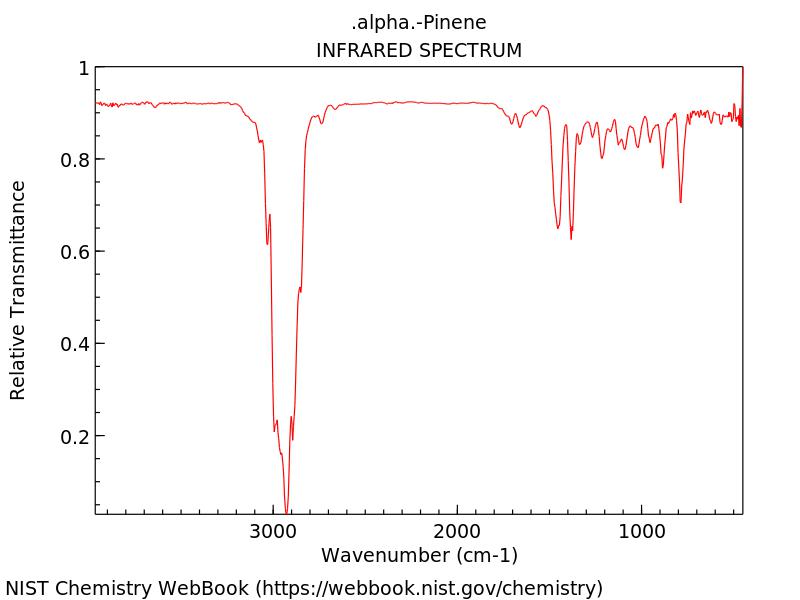 .alpha.-Pinene
INFRARED SPECTRUM
1
0.8
0.6
0.4
0.2
Relative Transmittance
3000 2000 1000
Wavenumber (cm-1)
NIST Chemistry WebBook (https://webbook.nist.gov/chemistry)